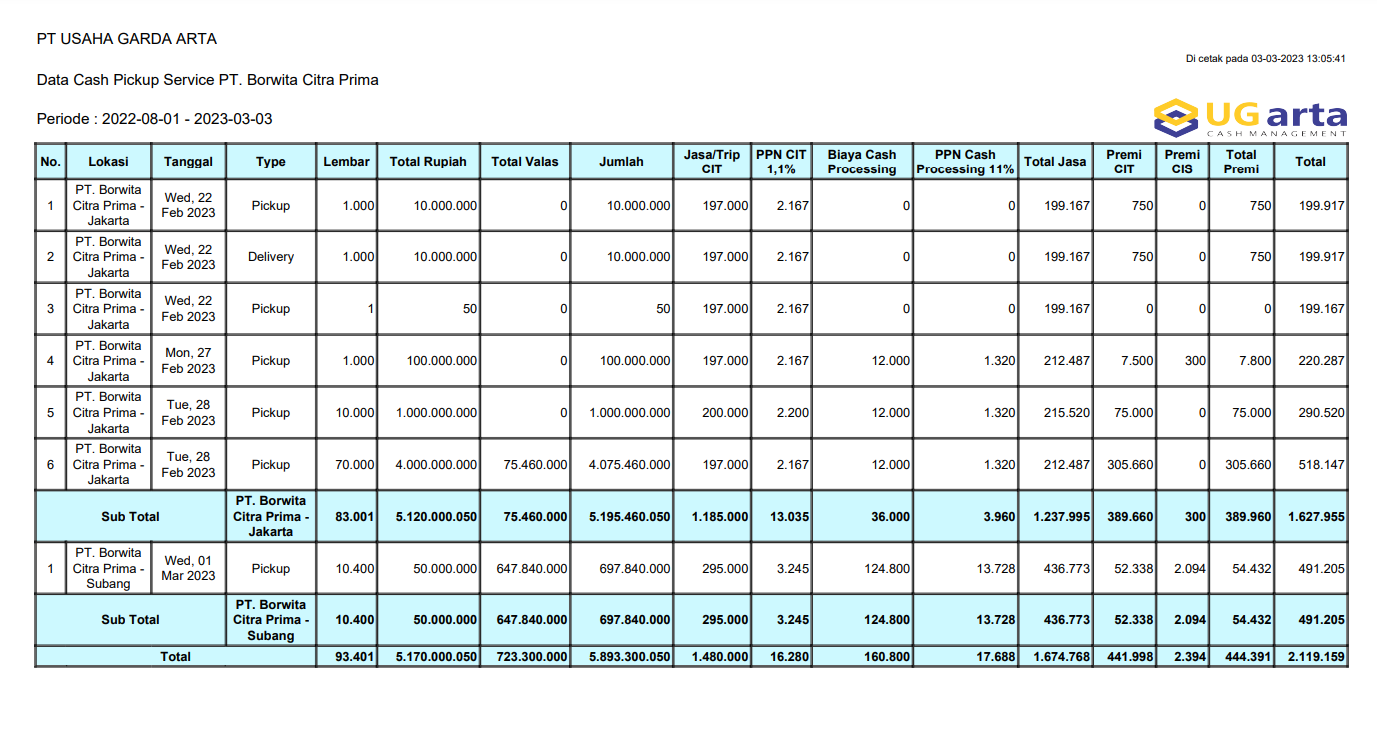 PT USAHA GARDA ARTA
Di cetak pada 03-03-2023 13:05:41
Data Cash Pickup Service PT. Borwita Citra Prima
Periode : 2022-08-01 - 2023-03-03
UG arta
CASH MANAGEMENT
No. Lokasi Tanggal Type Lembar Total Rupiah Total Valas Jumlah Jasa/Trip CIT PPN CIT 1,1% Biaya Cash Processing PPN Cash Processing 11% Total Jasa Premi CIT Premi CIS Total Premi Total
1 PT. Borwita Citra Prima - Jakarta Wed, 22 Feb 2023 Pickup 1.000 10.000.000 0 10.000.000 197.000 2.167 0 0 199.167 750 0 750 199.917
2 PT. Borwita Citra Prima - Jakarta Wed, 22 Feb 2023 Delivery 1.000 10.000.000 0 10.000.000 197.000 2.167 0 0 199.167 750 0 750 199.917
3 PT. Borwita Citra Prima - Jakarta Wed, 22 Feb 2023 Pickup 1 50 0 50 197.000 2.167 0 0 199.167 0 0 0 199.167
4 PT. Borwita Citra Prima - Jakarta Mon, 27 Feb 2023 Pickup 1.000 100.000.000 0 100.000.000 197.000 2.167 12.000 1.320 212.487 7.500 300 7.800 220.287
5 PT. Borwita Citra Prima - Jakarta Tue, 28 Feb 2023 Pickup 10.000 1.000.000.000 0 1.000.000.000 200.000 2.200 12.000 1.320 215.520 75.000 0 75.000 290.520
6 PT. Borwita Citra Prima - Jakarta Tue, 28 Feb 2023 Pickup 70.000 4.000.000.000 75.460.000 4.075.460.000 197.000 2.167 12.000 1.320 212.487 305.660 0 305.660 518.147
Sub Total PT. Borwita Citra Prima - Jakarta 83.001 5.120.000.050 75.460.000 5.195.460.050 1.185.000 13.035 36.000 3.960 1.237.995 389.660 300 389.960 1.627.955
1 PT. Borwita Citra Prima - Subang Wed, 01 Mar 2023 Pickup 10.400 50.000.000 647.840.000 697.840.000 295.000 3.245 124.800 13.728 436.773 52.338 2.094 54.432 491.205
Sub Total PT. Borwita Citra Prima - Subang 10.400 50.000.000 647.840.000 697.840.000 295.000 3.245 124.800 13.728 436.773 52.338 2.094 54.432 491.205
Total 93.401 5.170.000.050 723.300.000 5.893.300.050 1.480.000 16.280 160.800 17.688 1.674.768 441.998 2.394 444.391 2.119.159